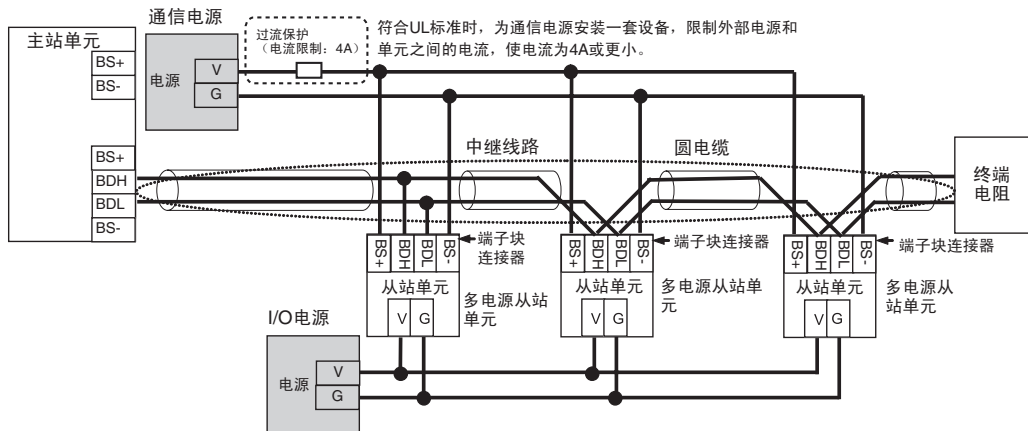 通信电源
主站单元
BS+
BS-
电源
V
G
过流保护
（电流限制：4A）
符合UL标准时，为通信电源安装一套设备，限制外部电源和
单元之间的电流，使电流为4A或更小。
BS+
BDH
BDL
BS-
中继线路
圆电缆
终端
电阻
BS+
BDH
BDL
BS-
端子块
连接器
从站单元
V
G
多电源从站
单元
BS+
BDH
BDL
BS-
端子块连接器
从站单元
V
G
多电源从站单
元
BS+
BDH
BDL
BS-
端子块连接器
从站单元
V
G
多电源从
站单元
I/O电源
电源
V
G